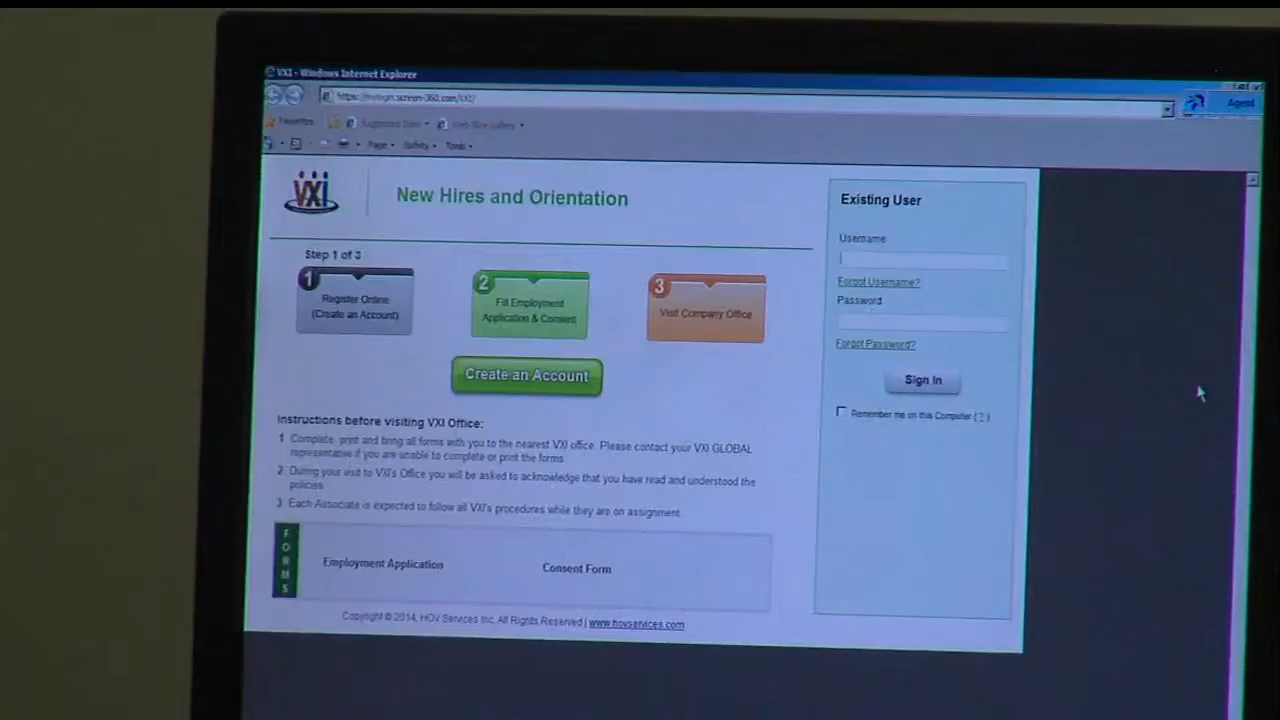 VXI - Windows Internet Explorer
Agent
Favorites Suggested Sites Web Slice Gallery
Page Safety Tools
VXI
New Hires and Orientation
Step 1 of 3
1
Register Online
(Create an Account)
2
Fill Employment
Application & Consent
3
Visit Company Office
Create an Account
Instructions before visiting VXI Office:
1 Complete, print and bring all forms with you to the nearest VXI office. Please contact your VXI GLOBAL
representative if you are unable to complete or print the forms.
2 During your visit to VXI's Office you will be asked to acknowledge that you have read and understood the
policies.
3 Each Associate is expected to follow all VXI's procedures while they are on assignment.
FORMS
Employment Application
Consent Form
Copyright © 2014, HOV Services Inc. All Rights Reserved | www.hovservices.com
Existing User
Username
Forgot Username?
Password
Forgot Password?
Sign In
Remember me on this Computer (?)